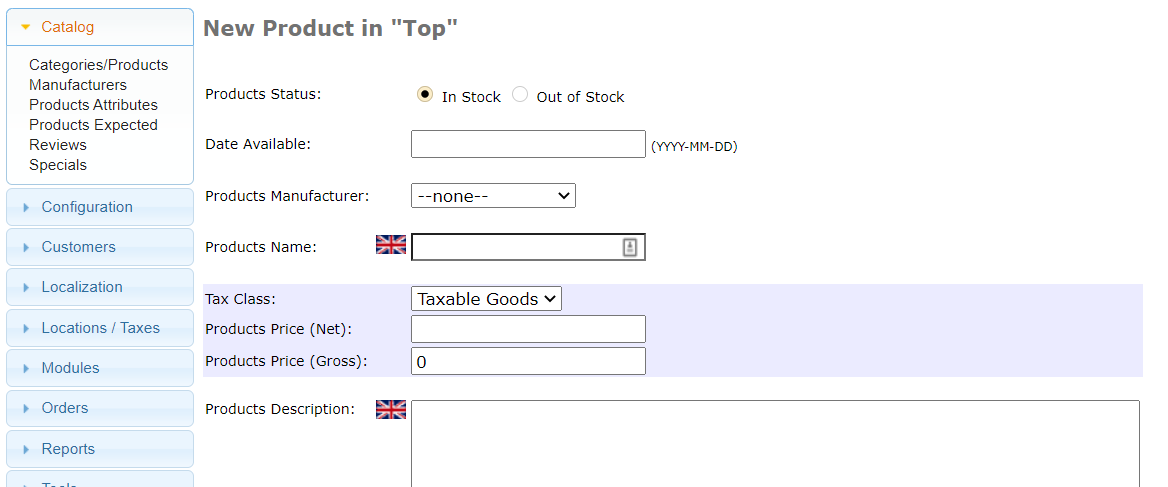 Catalog
Categories/Products
Manufacturers
Products Attributes
Products Expected
Reviews
Specials
Configuration
Customers
Localization
Locations / Taxes
Modules
Orders
Reports
Tools
New Product in "Top"
Products Status: In Stock Out of Stock
Date Available: (YYYY-MM-DD)
Products Manufacturer: --none--
Products Name:
Tax Class: Taxable Goods
Products Price (Net):
Products Price (Gross): 0
Products Description: